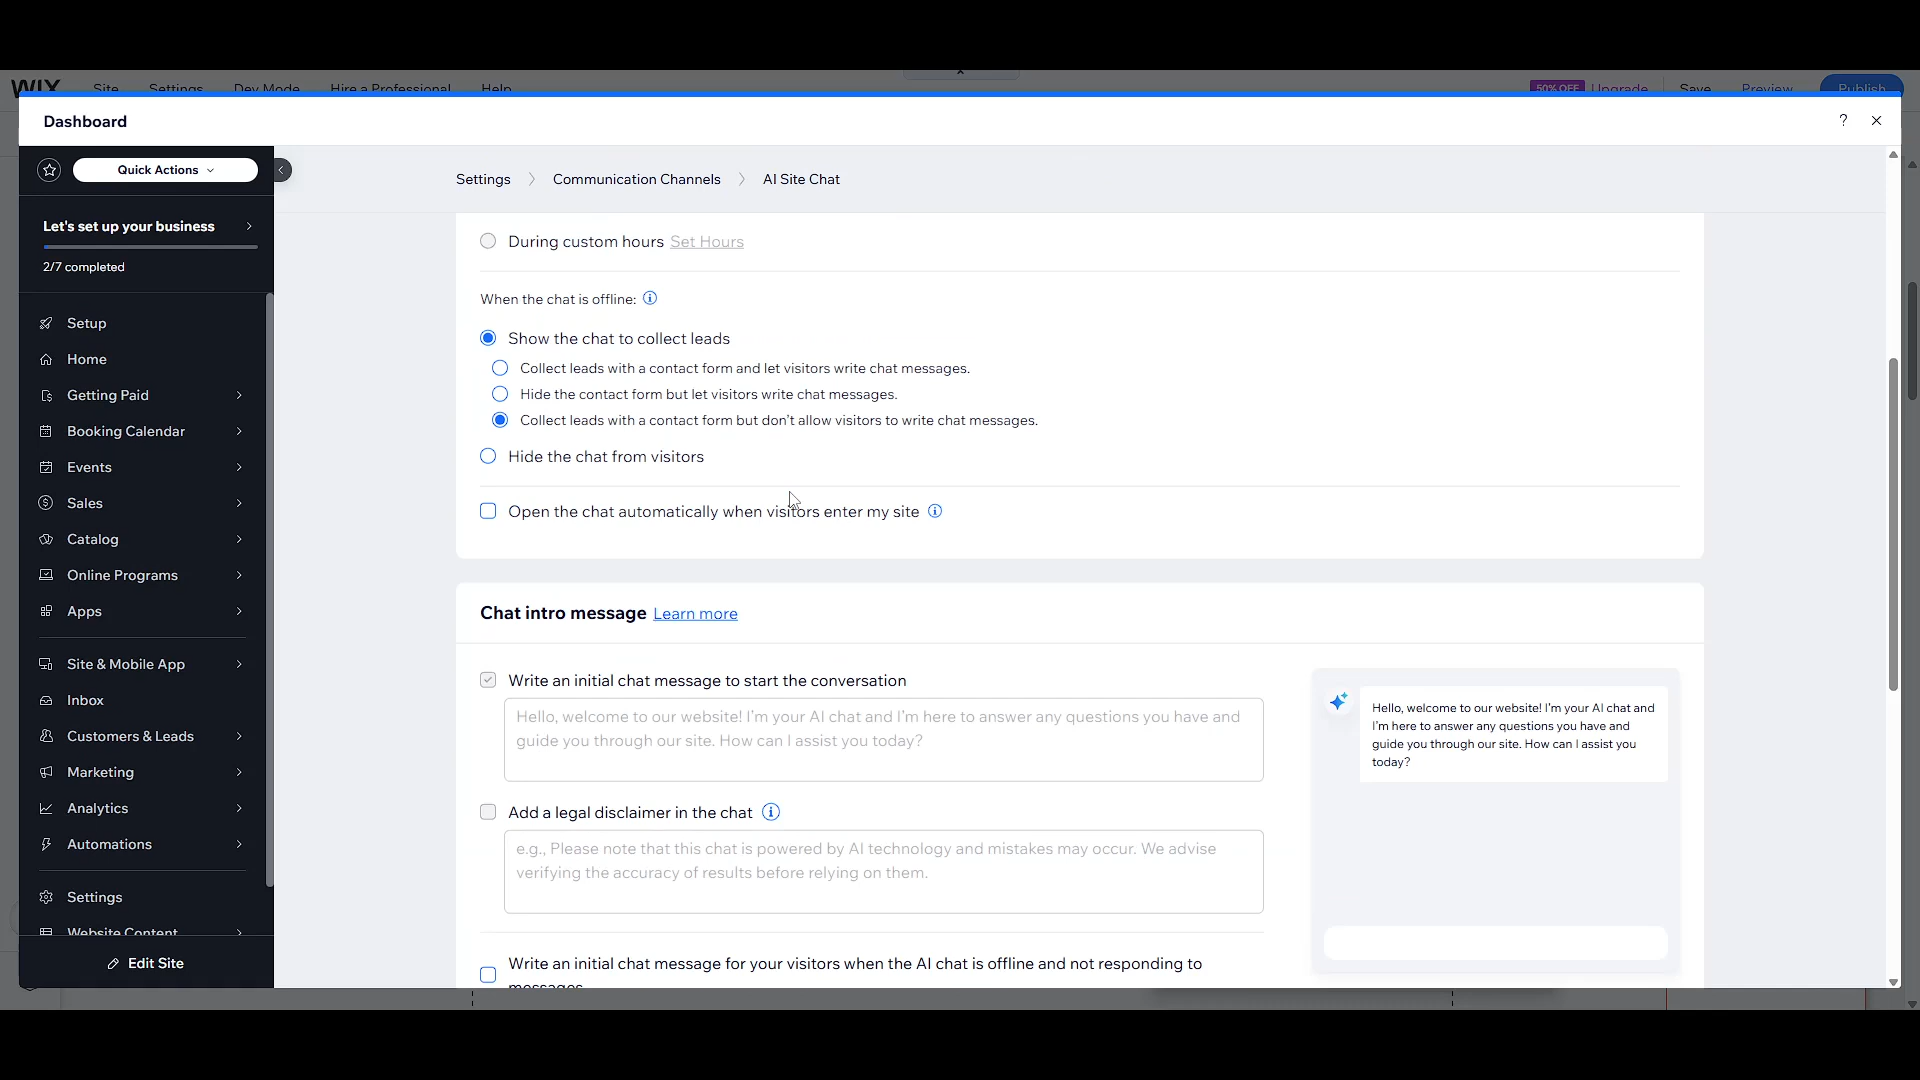 WIX Site Settings Dev Mode Hire a Professional Help 50% OFF Upgrade Save Preview Publish
Dashboard
?
Quick Actions
Settings Communication Channels AI Site Chat
Let's set up your business
2/7 completed
Setup
Home
Getting Paid
Booking Calendar
Events
Sales
Catalog
Online Programs
Apps
Site & Mobile App
Inbox
Customers & Leads
Marketing
Analytics
Automations
Settings
Website Content
Edit Site
During custom hours Set Hours
When the chat is offline:
Show the chat to collect leads
Collect leads with a contact form and let visitors write chat messages.
Hide the contact form but let visitors write chat messages.
Collect leads with a contact form but don't allow visitors to write chat messages.
Hide the chat from visitors
Open the chat automatically when visitors enter my site
Chat intro message Learn more
Write an initial chat message to start the conversation
Hello, welcome to our website! I'm your AI chat and I'm here to answer any questions you have and
guide you through our site. How can I assist you today?
Add a legal disclaimer in the chat
e.g., Please note that this chat is powered by AI technology and mistakes may occur. We advise
verifying the accuracy of results before relying on them.
Write an initial chat message for your visitors when the AI chat is offline and not responding to
messages
Hello, welcome to our website! I'm your AI chat and
I'm here to answer any questions you have and
guide you through our site. How can I assist you
today?